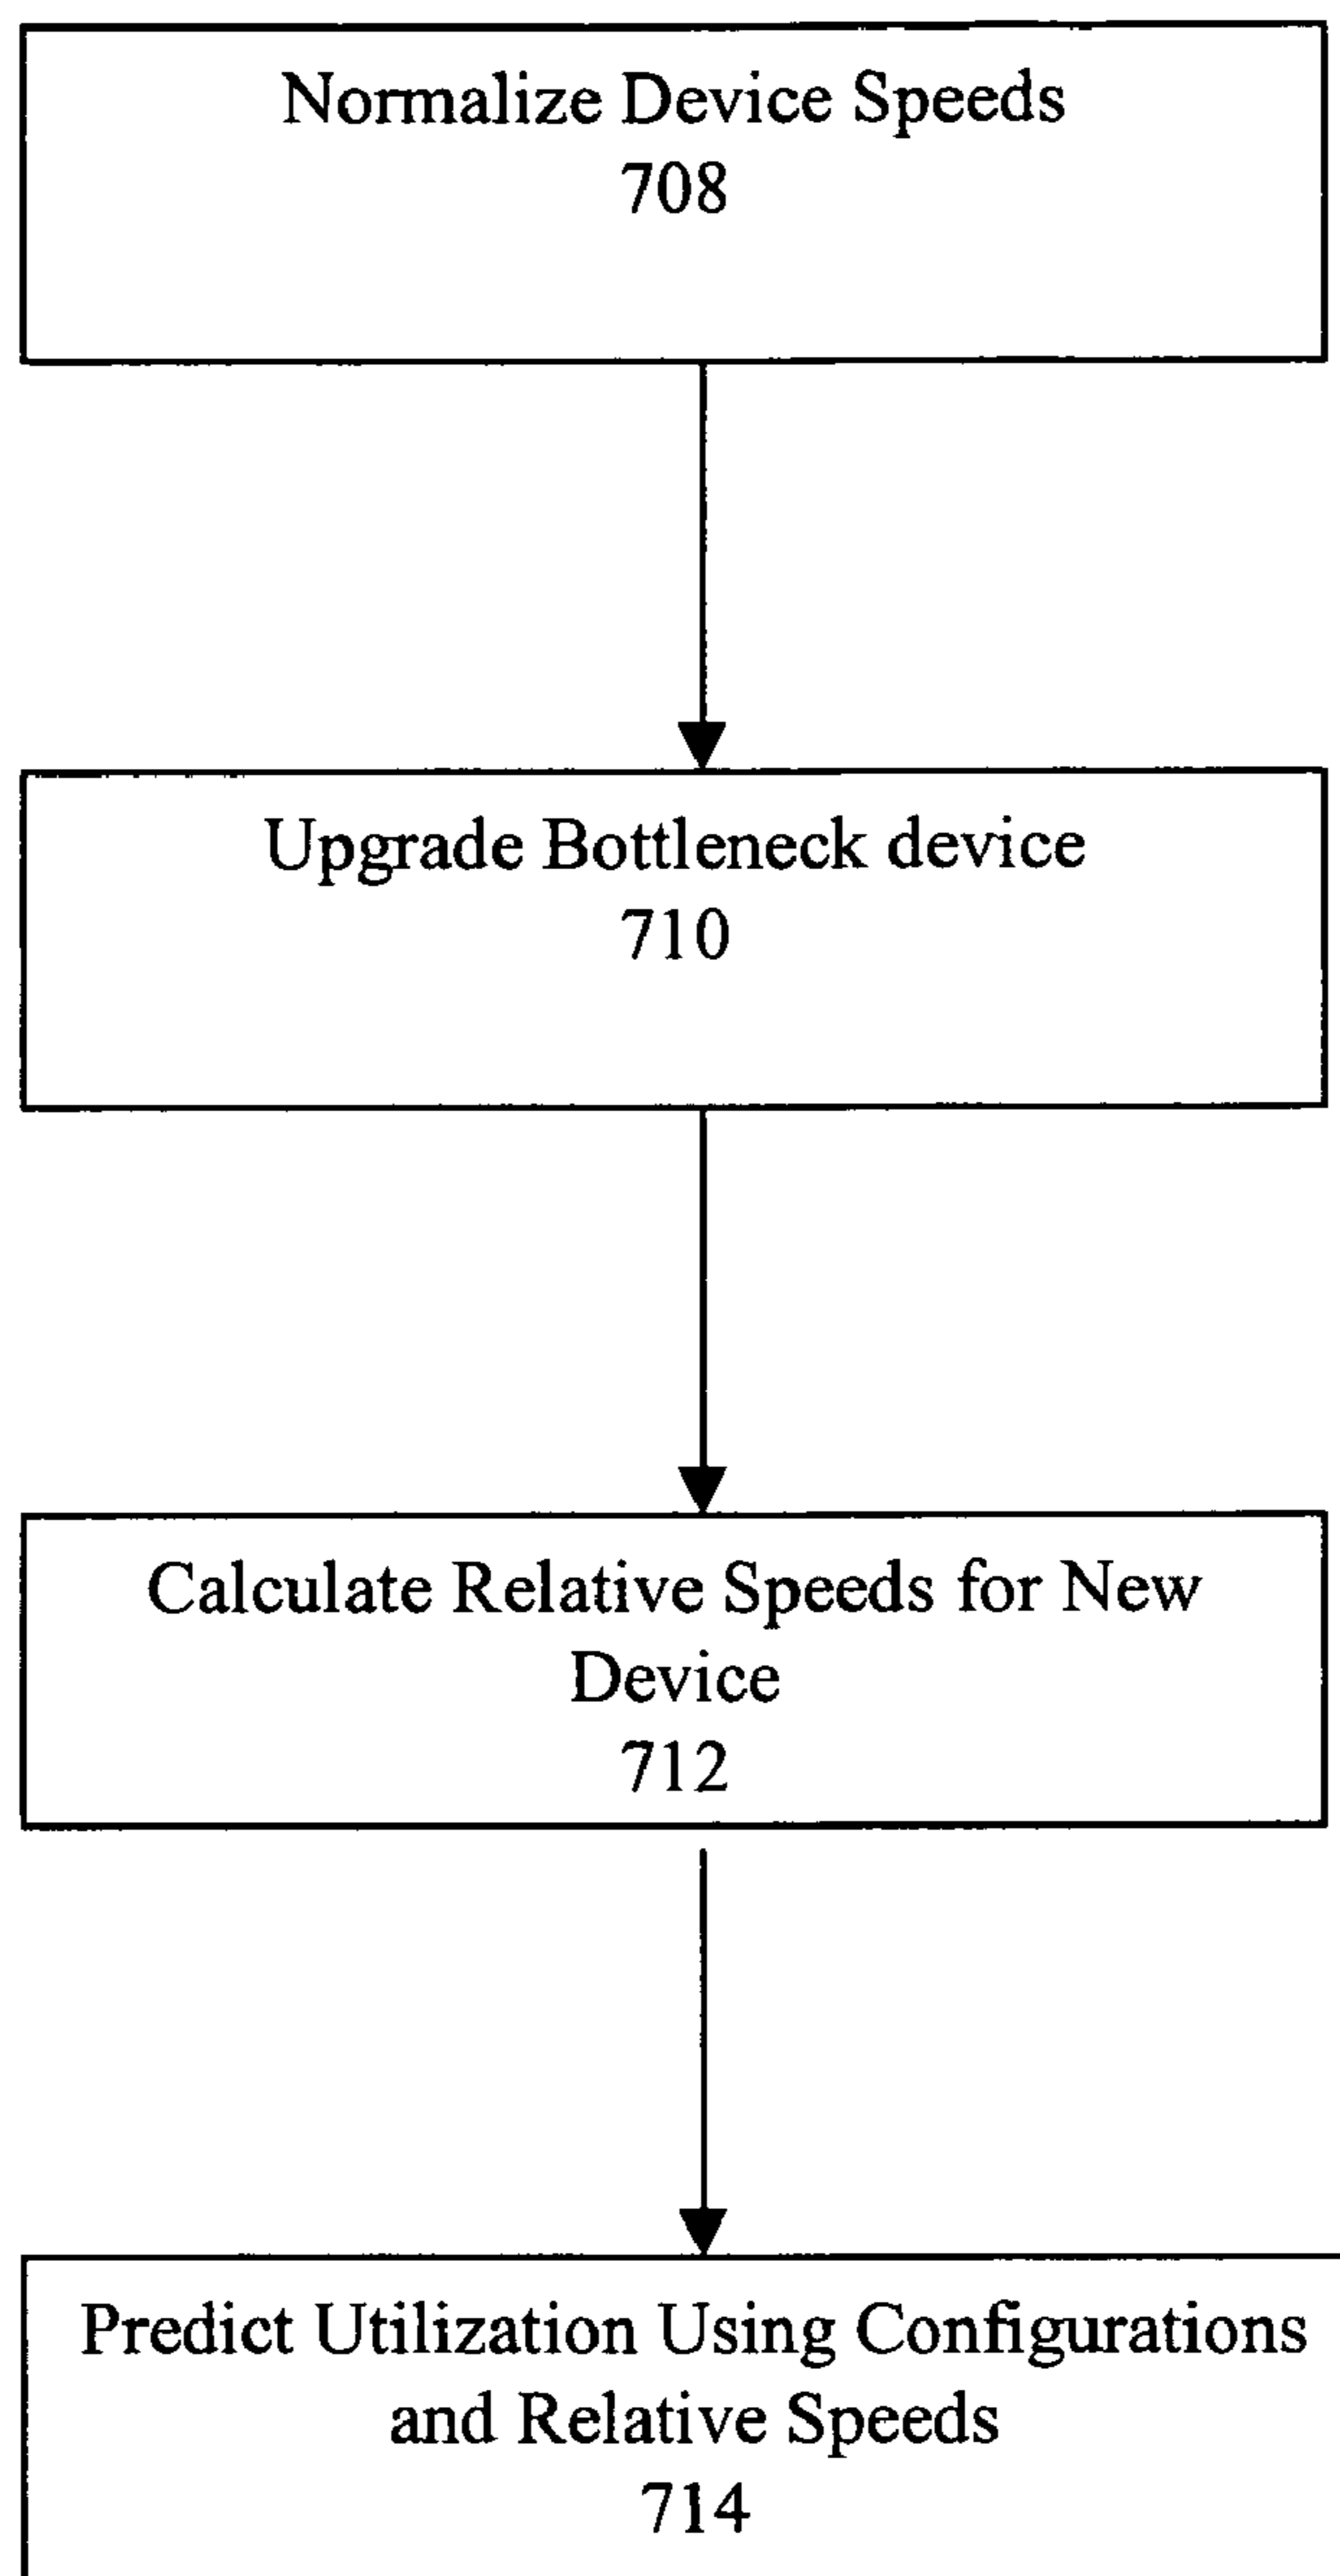 Normalize Device Speeds
708
Upgrade Bottleneck device
710
Calculate Relative Speeds for New
Device
712
Predict Utilization Using Configurations
and Relative Speeds
714